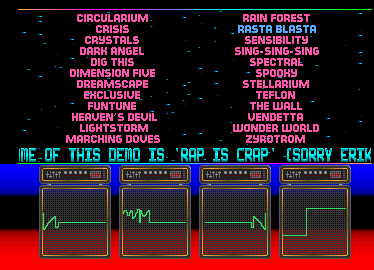 CIRCULARIUM
CRISIS
CRYSTALS
DARK ANGEL
DIG THIS
DIMENSION FIVE
DREAMSCAPE
EXCLUSIVE
FUNTUNE
HEAVEN'S DEVIL
LIGHTSTORM
MARCHING DOVES
RAIN FOREST
RASTA BLASTA
SENSIBILITY
SING-SING-SING
SPECTRAL
SPOOKY
STELLARIUM
TEFLON
THE WALL
VENDETTA
WONDER WORLD
ZYROTROM
ME OF THIS DEMO IS 'RAP IS CRAP' (SORRY ERIK